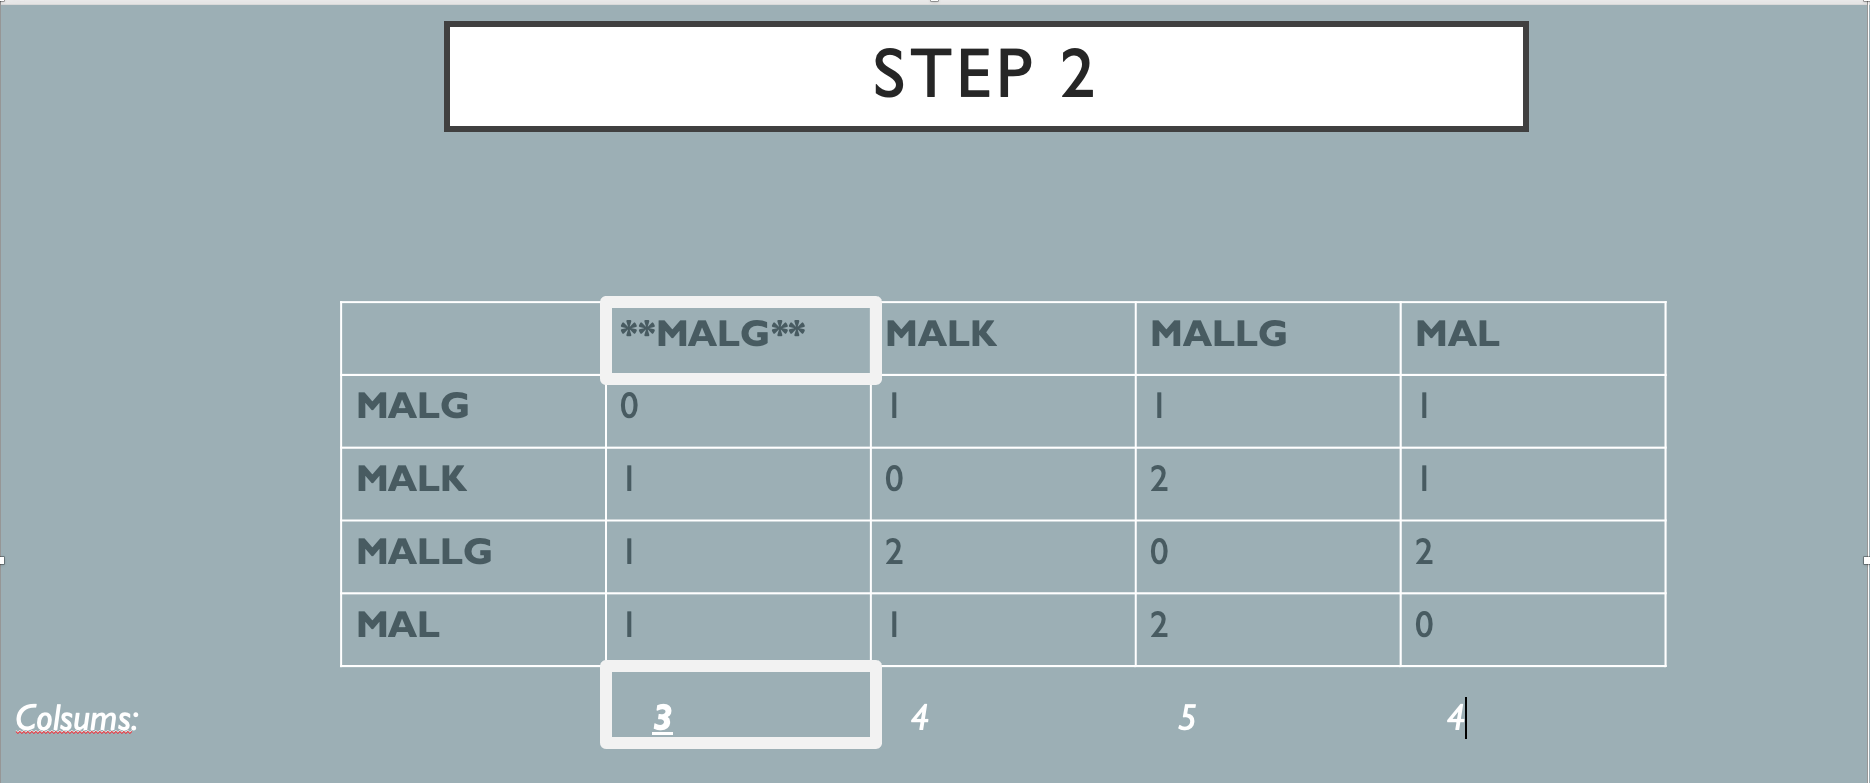 STEP 2
**MALG** MALK MALLG MAL
MALG 0 1 1 1
MALK 1 0 2 1
MALLG 1 2 0 2
MAL 1 1 2 0
Colsums: 3 4 5 4